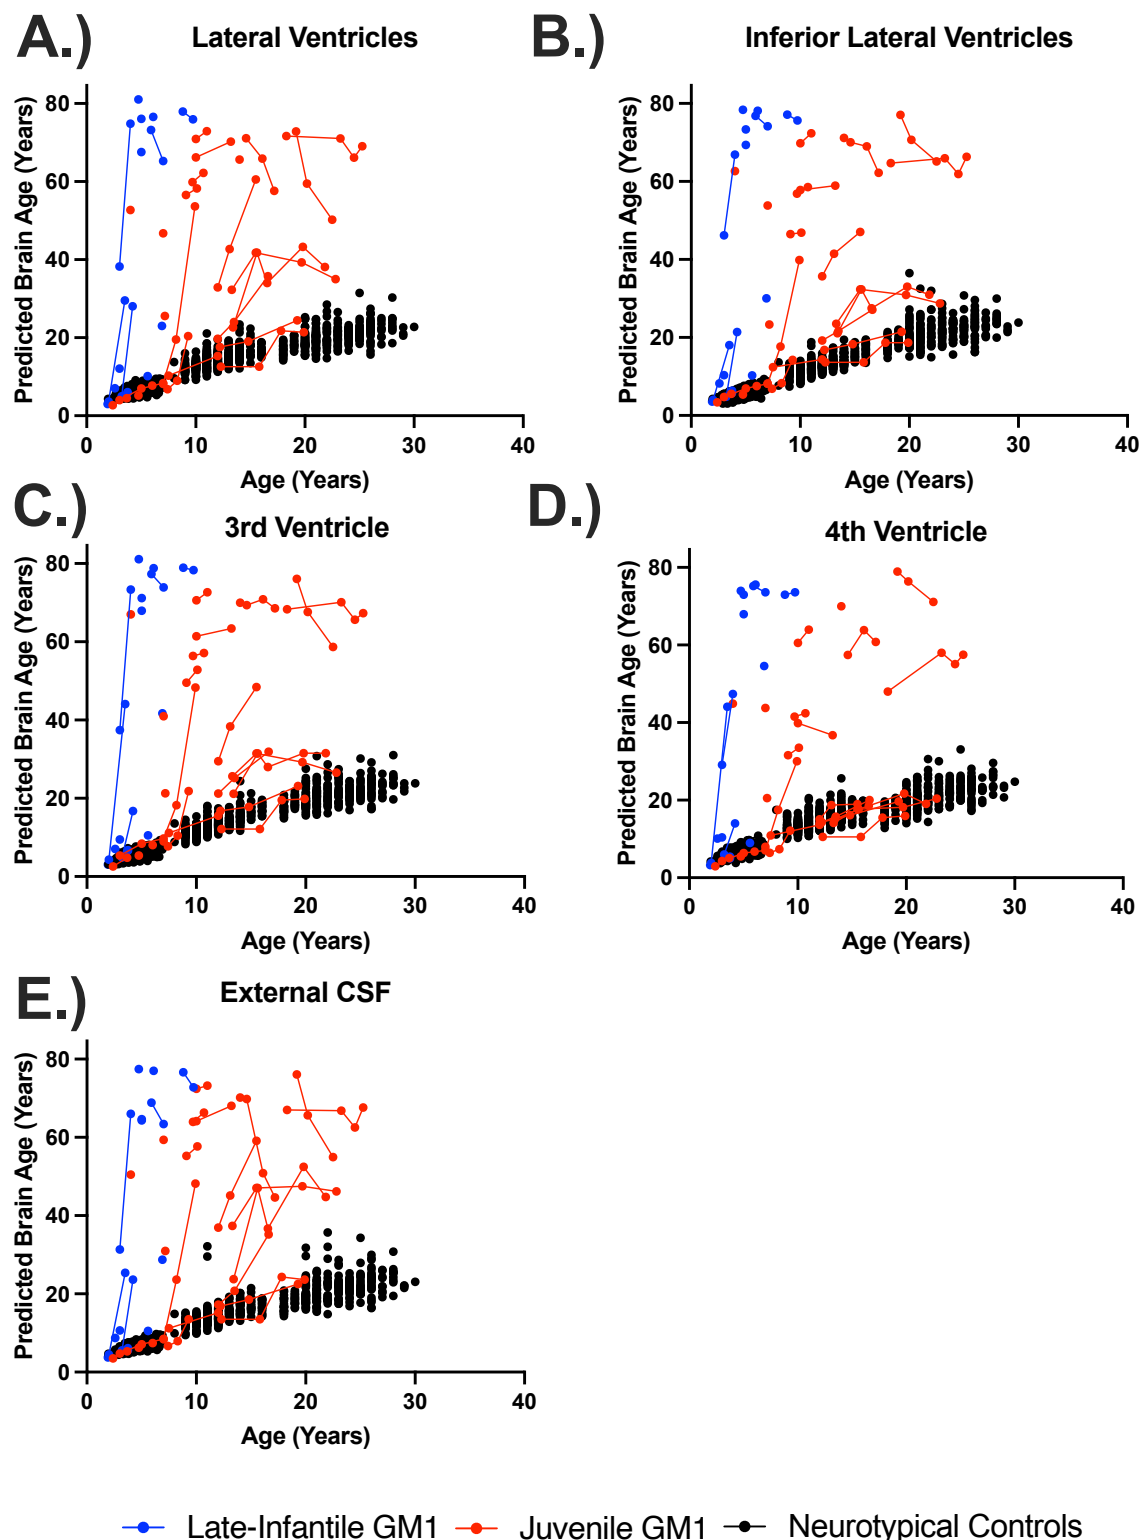 A.)
Lateral Ventricles
Predicted Brain Age (Years)
80
60
40
20
0
0 10 20 30 40
Age (Years)
B.)
Inferior Lateral Ventricles
Predicted Brain Age (Years)
80
60
40
20
0
0 10 20 30 40
Age (Years)
C.)
3rd Ventricle
Predicted Brain Age (Years)
80
60
40
20
0
0 10 20 30 40
Age (Years)
D.)
4th Ventricle
Predicted Brain Age (Years)
80
60
40
20
0
0 10 20 30 40
Age (Years)
E.)
External CSF
Predicted Brain Age (Years)
80
60
40
20
0
0 10 20 30 40
Age (Years)
Late-Infantile GM1 Juvenile GM1 Neurotypical Controls